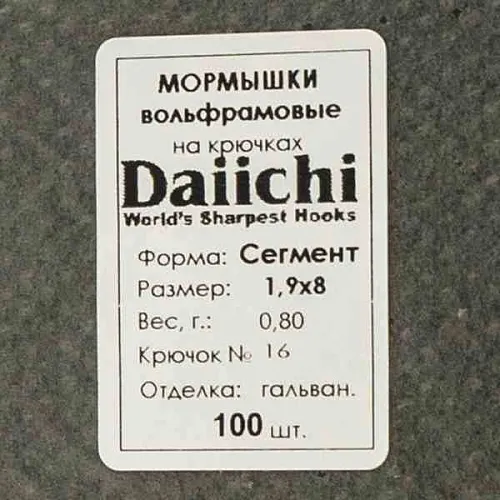 МОРМЫШКИ
вольфрамовые
на крючках
Daiichi
World's Sharpest Hooks
Форма: Сегмент
Размер: 1,9x8
Вес, г.: 0,80
Крючок № 16
Отделка: гальван.
100 шт.